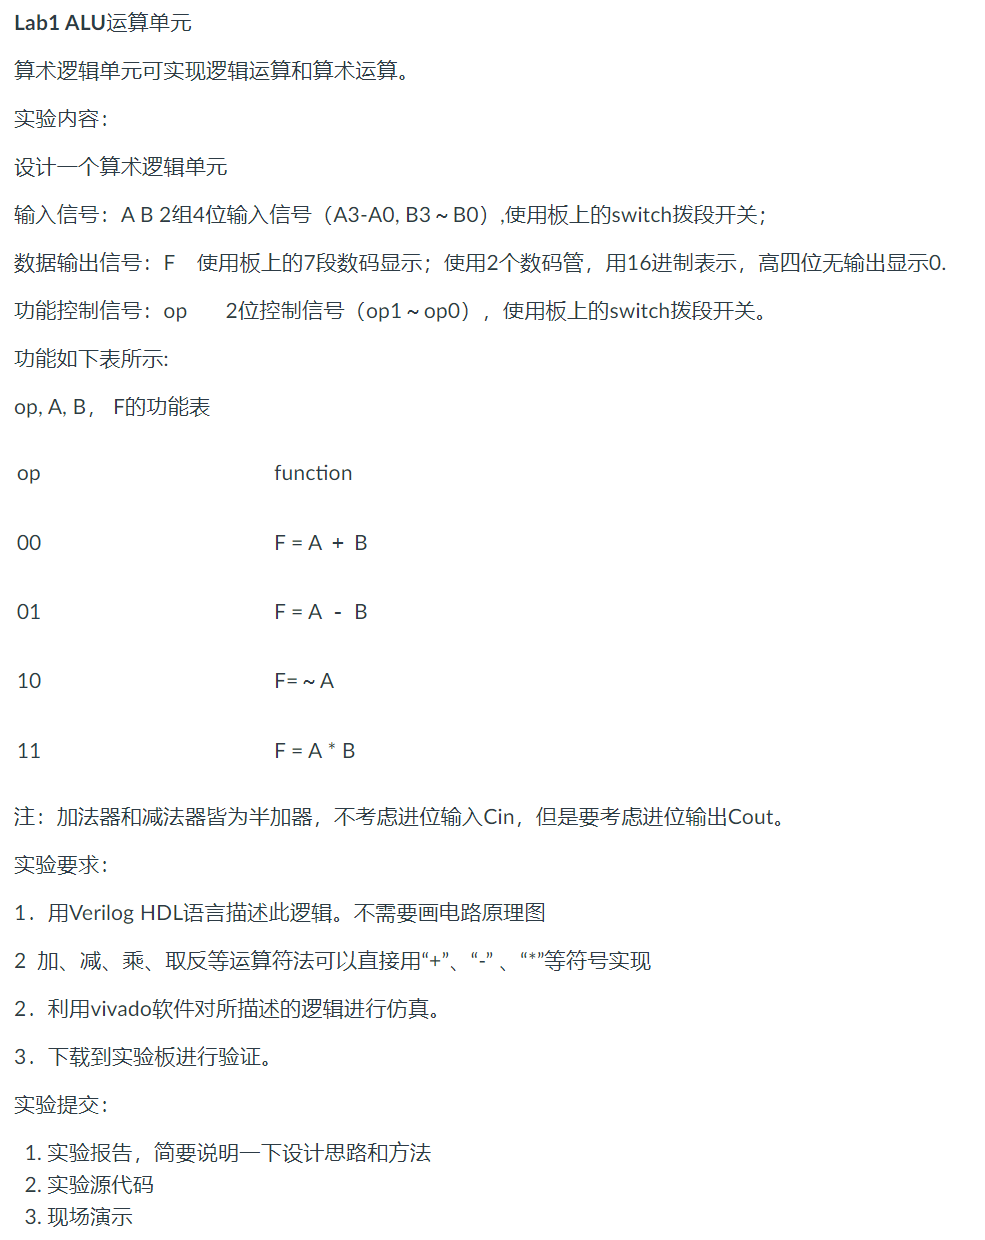 Lab1 ALU运算单元
算术逻辑单元可实现逻辑运算和算术运算。
实验内容：
设计一个算术逻辑单元
输入信号：A B 2组4位输入信号（A3-A0, B3 ~ B0）,使用板上的switch拨段开关；
数据输出信号：F 使用板上的7段数码显示；使用2个数码管，用16进制表示，高四位无输出显示0.
功能控制信号：op 2位控制信号（op1 ~ op0），使用板上的switch拨段开关。
功能如下表所示:
op, A, B， F的功能表
op function
00 F = A + B
01 F = A - B
10 F= ~ A
11 F = A * B
注：加法器和减法器皆为半加器，不考虑进位输入Cin，但是要考虑进位输出Cout。
实验要求：
1．用Verilog HDL语言描述此逻辑。不需要画电路原理图
2 加、减、乘、取反等运算符法可以直接用“+”、“-” 、“*”等符号实现
2．利用vivado软件对所描述的逻辑进行仿真。
3．下载到实验板进行验证。
实验提交：
1. 实验报告，简要说明一下设计思路和方法
2. 实验源代码
3. 现场演示